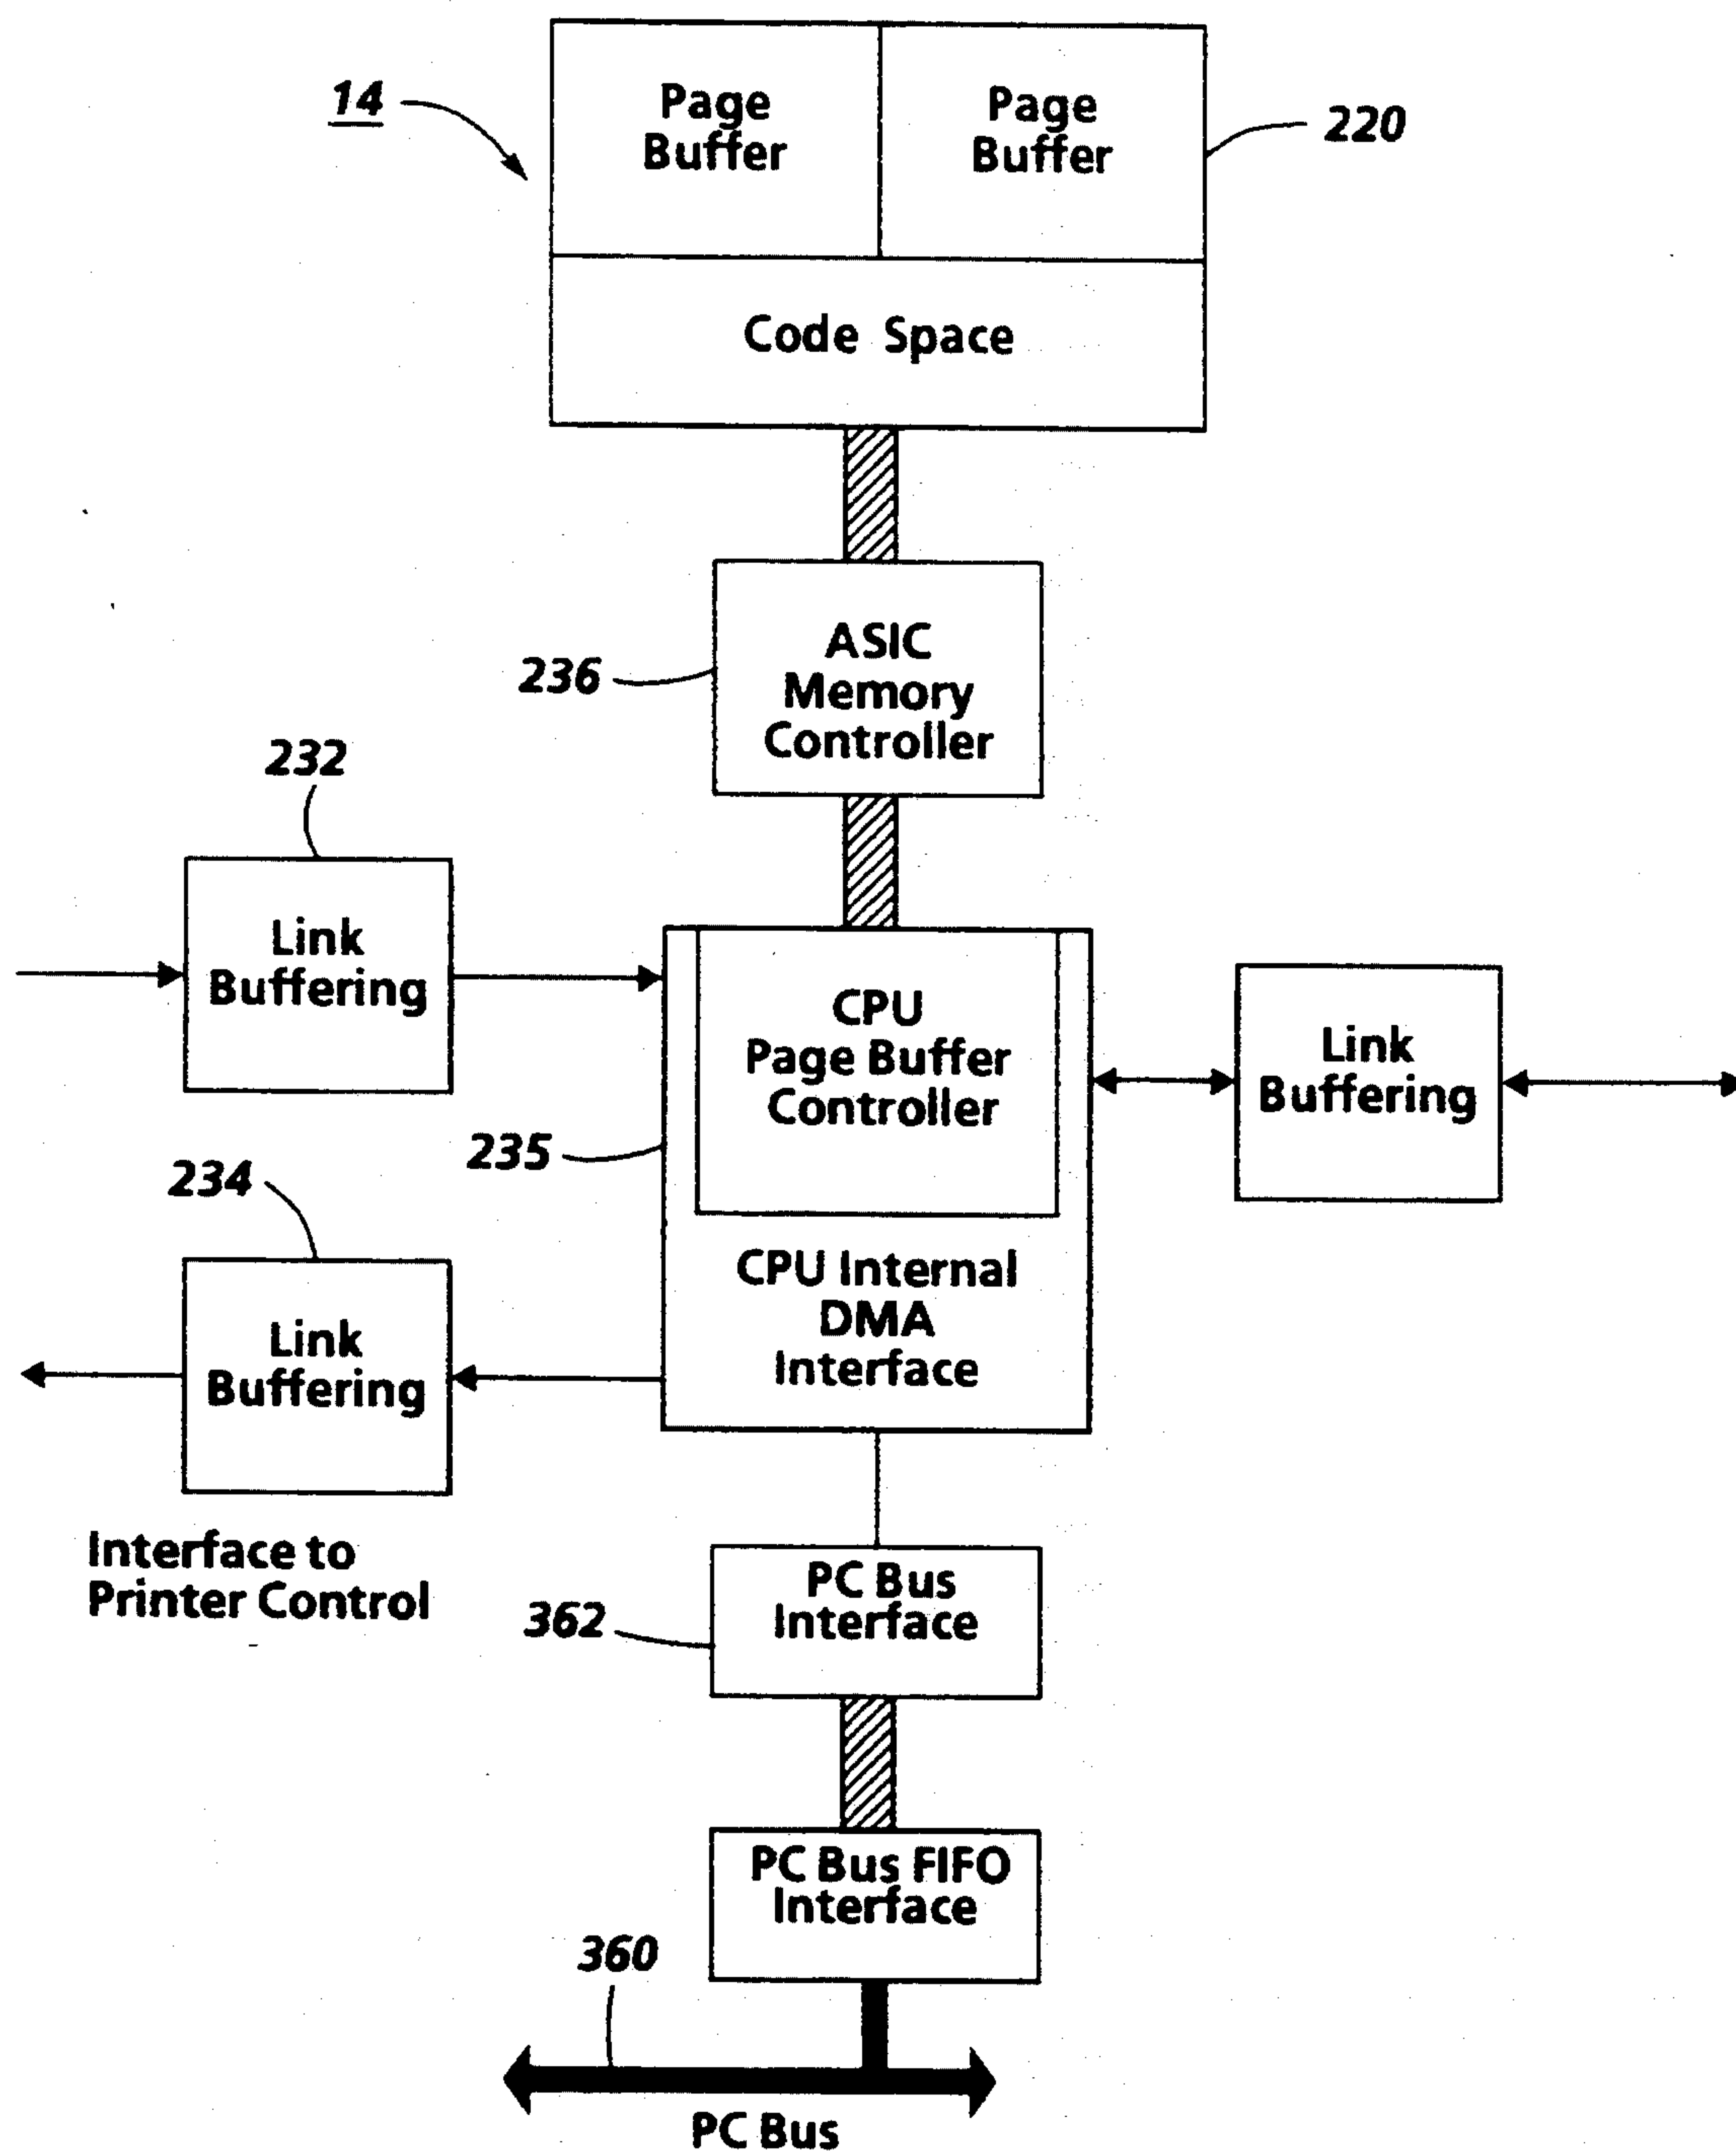 14
Page
Buffer
Page
Buffer
220
Code Space
236
ASIC
Memory
Controller
232
Link
Buffering
CPU
Page Buffer
Controller
Link
Buffering
235
234
Link
Buffering
CPU Internal
DMA
Interface
Interface to
Printer Control
362
PC Bus
Interface
PC Bus FIFO
Interface
360
PC Bus